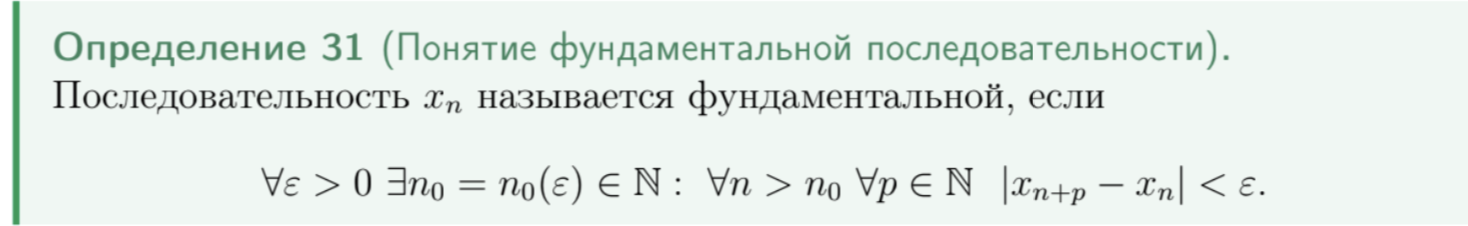 Определение 31 (Понятие фундаментальной последовательности).
Последовательность xₙ называется фундаментальной, если
∀ε > 0 ∃n₀ = n₀(ε) ∈ ℕ : ∀n > n₀ ∀p ∈ ℕ |xₙ₊ₚ − xₙ| < ε.